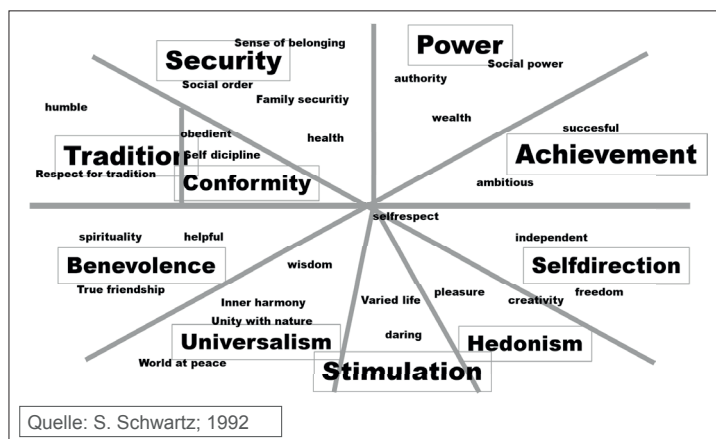 Sense of belonging
Security
Social order
Family securitiy
health
Power
Social power
authority
wealth
succesful
Achievement
ambitious
humble
obedient
Tradition
Self dicipline
Respect for tradition
Conformity
selfrespect
spirituality
helpful
Benevolence
True friendship
wisdom
Inner harmony
Unity with nature
Universalism
World at peace
Varied life
daring
Stimulation
pleasure
Hedonism
independent
Selfdirection
creativity
freedom
Quelle: S. Schwartz; 1992